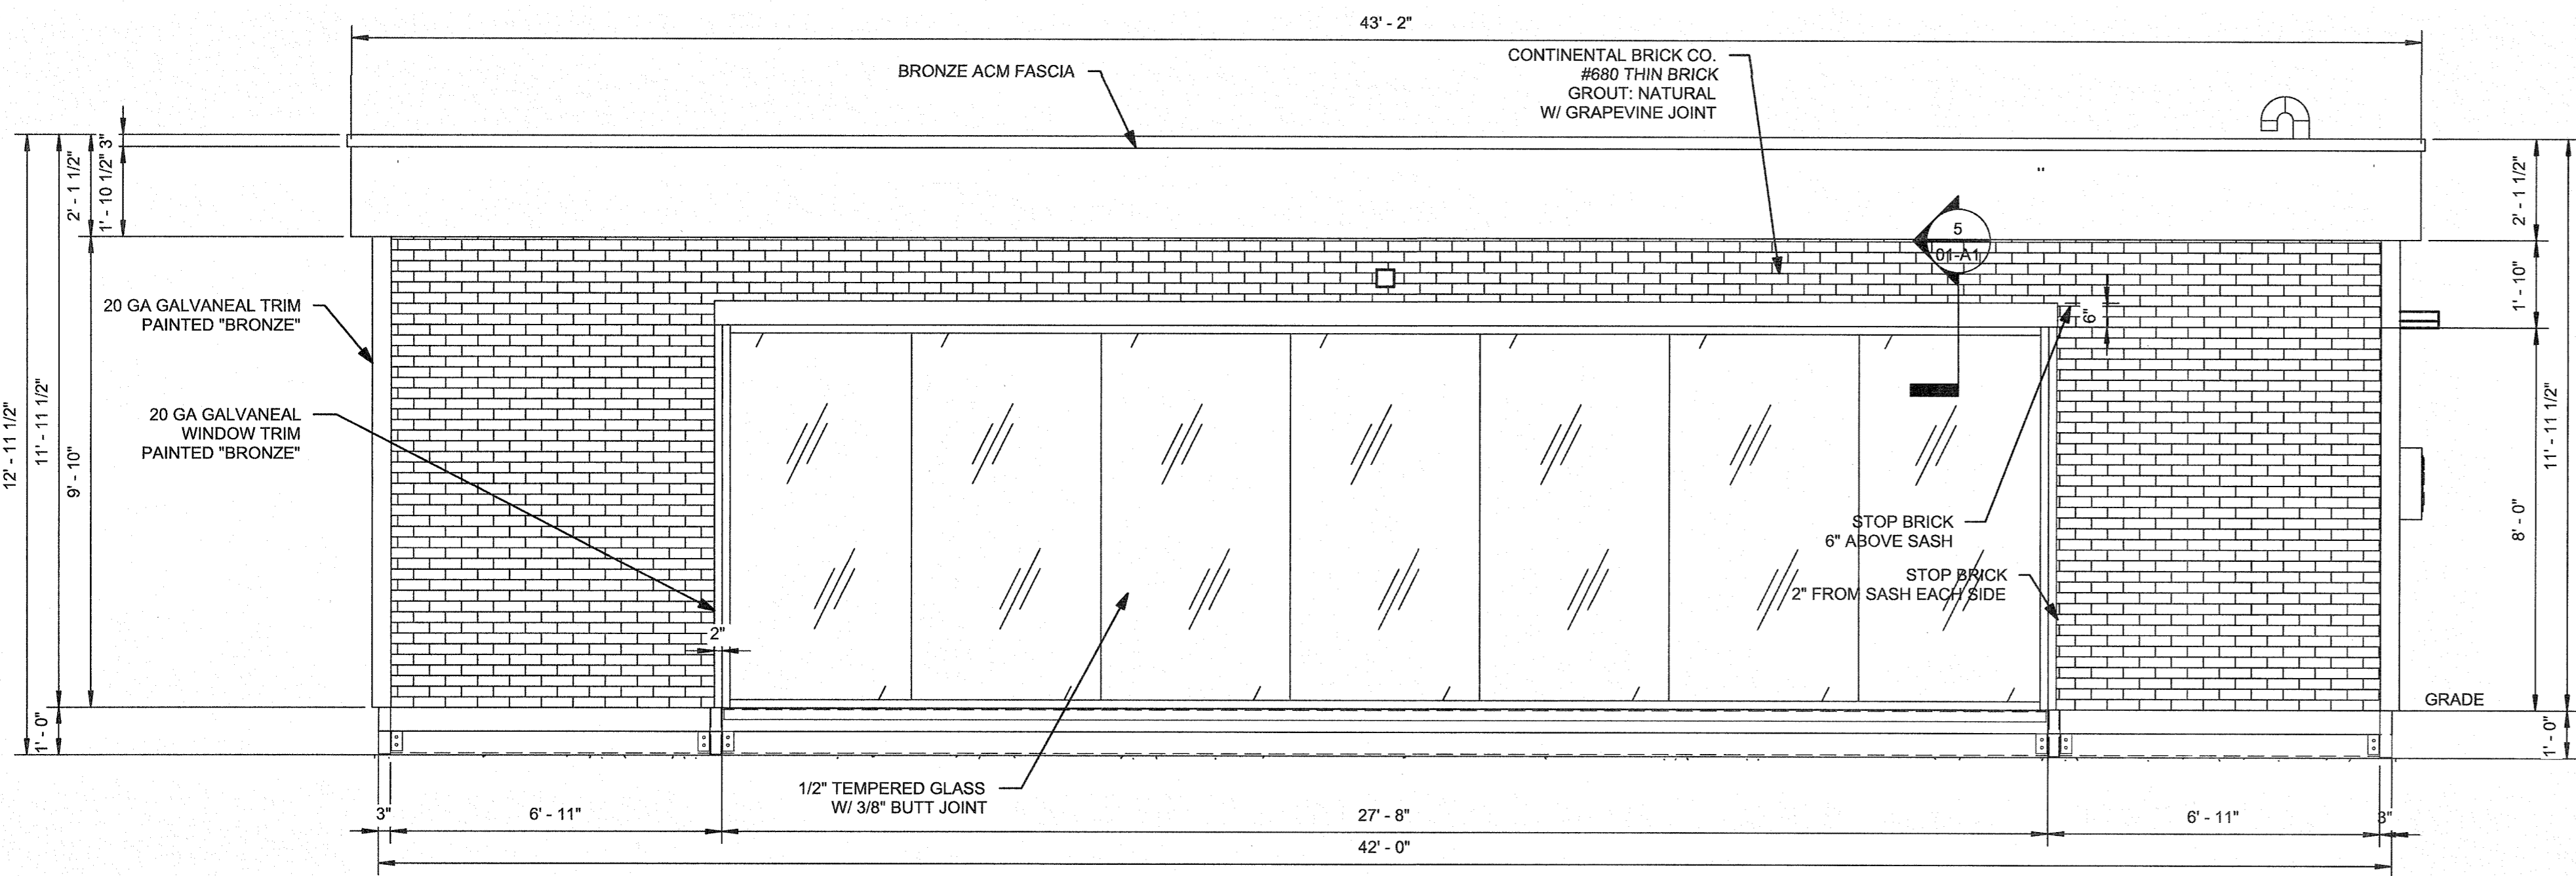 43' - 2"
BRONZE ACM FASCIA
CONTINENTAL BRICK CO.
#680 THIN BRICK
GROUT: NATURAL
W/ GRAPEVINE JOINT
3"
1' - 10 1/2"
2' - 1 1/2"
12' - 11 1/2"
11' - 11 1/2"
9' - 10"
1' - 0"
20 GA GALVANEAL TRIM
PAINTED "BRONZE"
20 GA GALVANEAL
WINDOW TRIM
PAINTED "BRONZE"
5
01-A1
6"
STOP BRICK
6" ABOVE SASH
STOP BRICK
2" FROM SASH EACH SIDE
2"
2' - 1 1/2"
1' - 10"
11' - 11 1/2"
8' - 0"
GRADE
1' - 0"
1/2" TEMPERED GLASS
W/ 3/8" BUTT JOINT
3"
6' - 11"
27' - 8"
6' - 11"
3"
42' - 0"